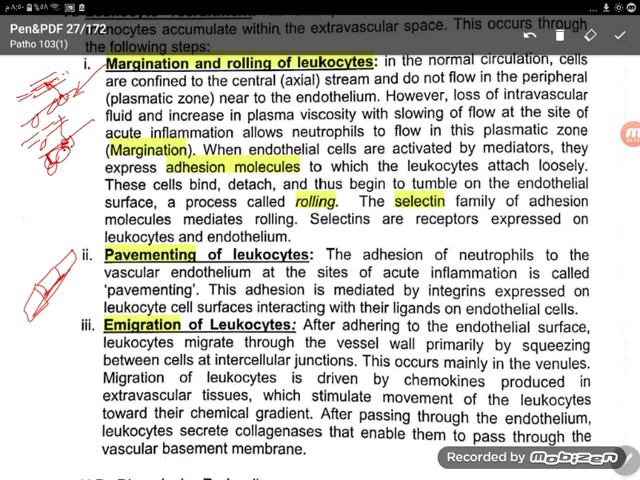 Pen&PDF 27/172
Patho 103(1)
monocytes accumulate within the extravascular space. This occurs through
the following steps:
i. Margination and rolling of leukocytes: in the normal circulation, cells
are confined to the central (axial) stream and do not flow in the peripheral
(plasmatic zone) near to the endothelium. However, loss of intravascular
fluid and increase in plasma viscosity with slowing of flow at the site of
acute inflammation allows neutrophils to flow in this plasmatic zone
(Margination). When endothelial cells are activated by mediators, they
express adhesion molecules to which the leukocytes attach loosely.
These cells bind, detach, and thus begin to tumble on the endothelial
surface, a process called rolling. The selectin family of adhesion
molecules mediates rolling. Selectins are receptors expressed on
leukocytes and endothelium.
ii. Pavementing of leukocytes: The adhesion of neutrophils to the
vascular endothelium at the sites of acute inflammation is called
'pavementing'. This adhesion is mediated by integrins expressed on
leukocyte cell surfaces interacting with their ligands on endothelial cells.
iii. Emigration of Leukocytes: After adhering to the endothelial surface,
leukocytes migrate through the vessel wall primarily by squeezing
between cells at intercellular junctions. This occurs mainly in the venules.
Migration of leukocytes is driven by chemokines produced in
extravascular tissues, which stimulate movement of the leukocytes
toward their chemical gradient. After passing through the endothelium,
leukocytes secrete collagenases that enable them to pass through the
vascular basement membrane.
Recorded by
mobizen